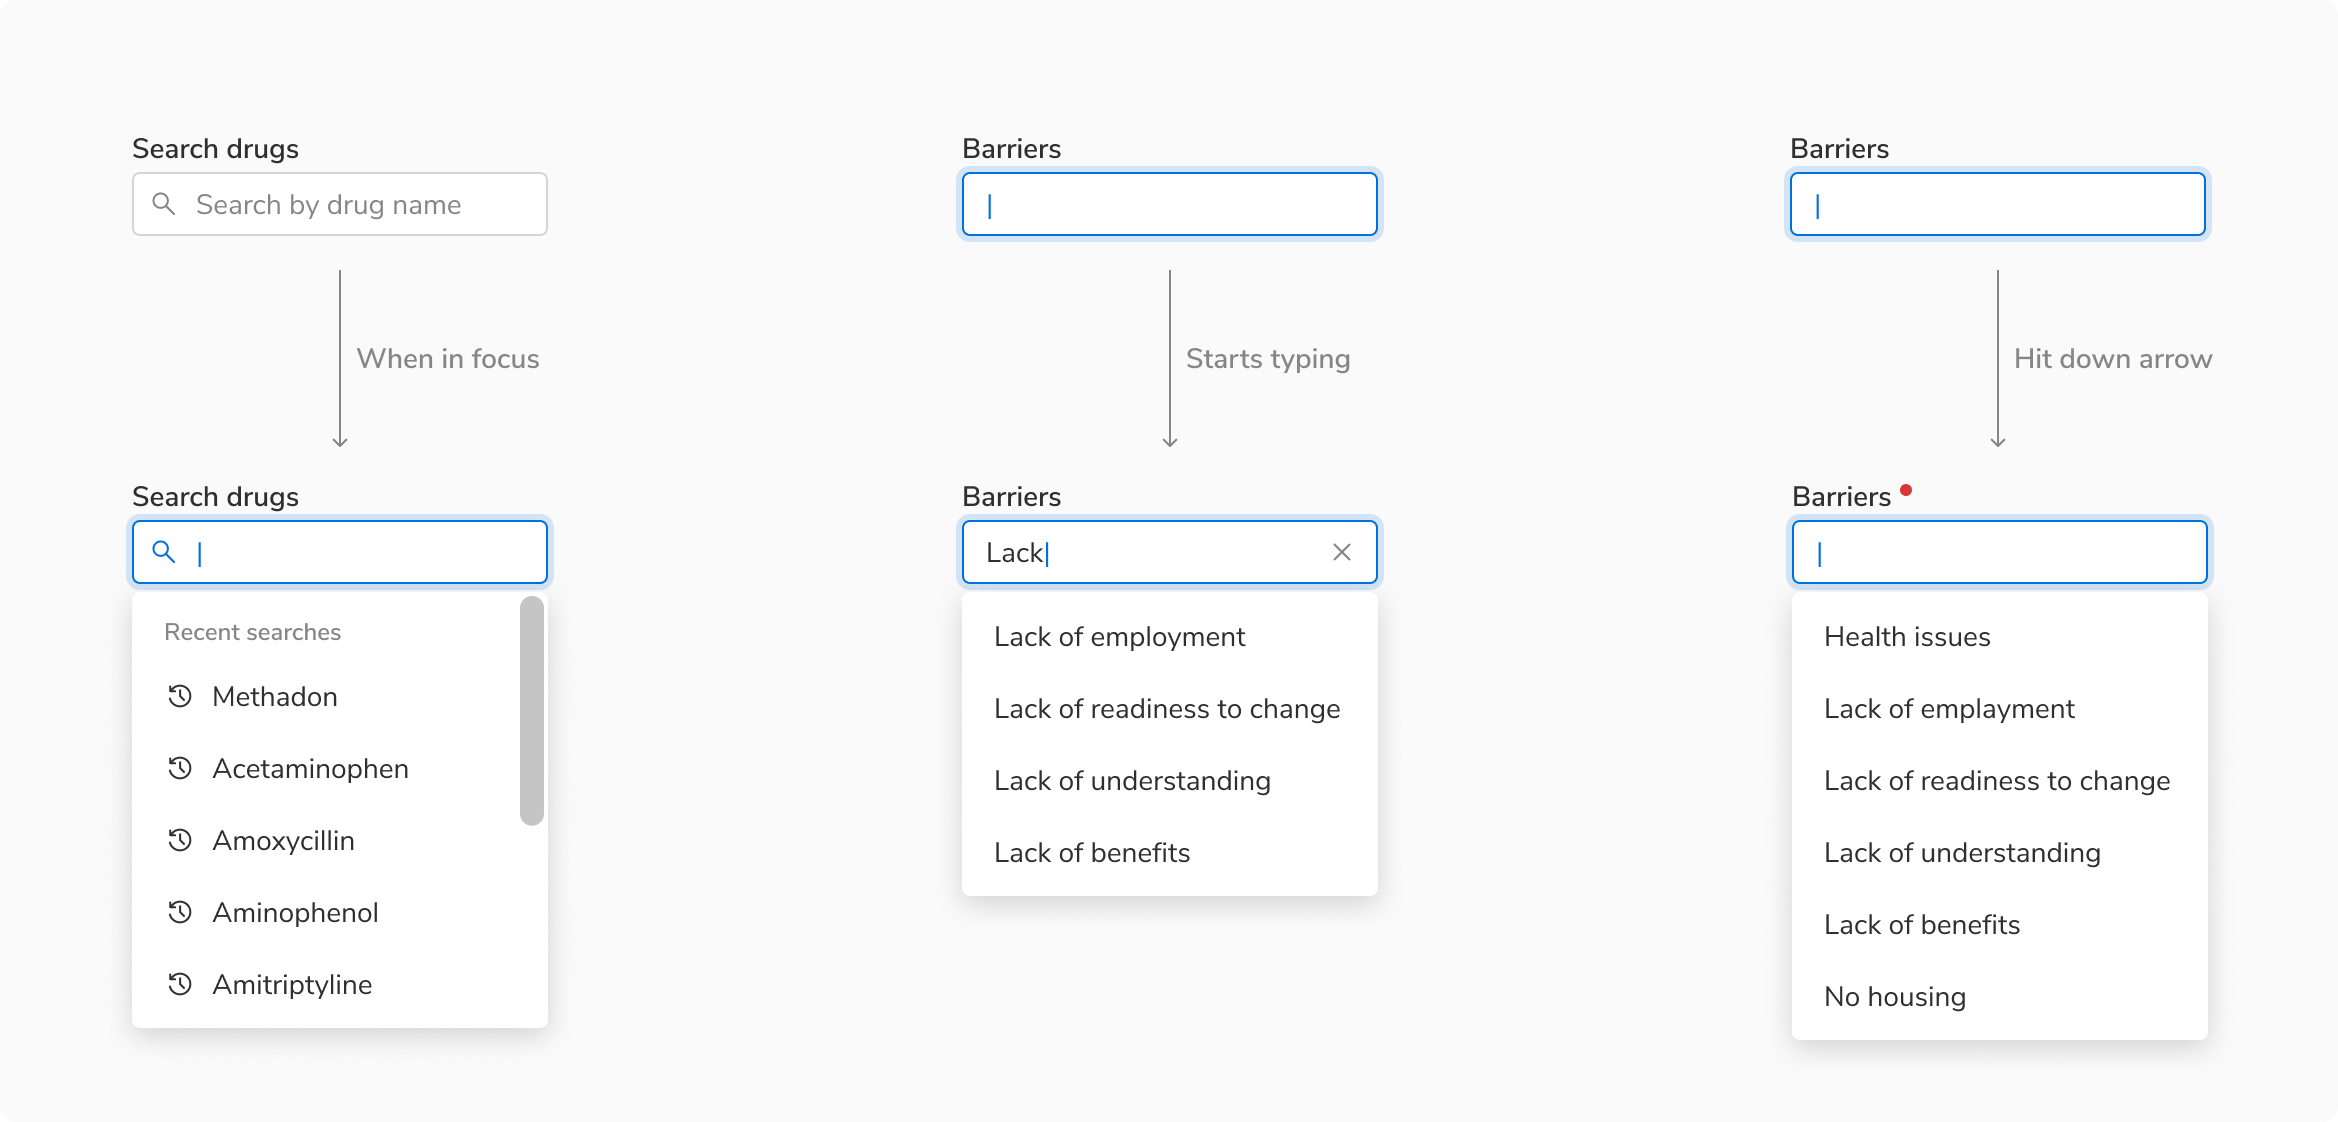 Search drugs
Search by drug name
When in focus
Search drugs
Recent searches
Methadon
Acetaminophen
Amoxycillin
Aminophenol
Amitriptyline
Barriers
Starts typing
Barriers
Lack
Lack of employment
Lack of readiness to change
Lack of understanding
Lack of benefits
Barriers
Hit down arrow
Barriers
Health issues
Lack of emplayment
Lack of readiness to change
Lack of understanding
Lack of benefits
No housing